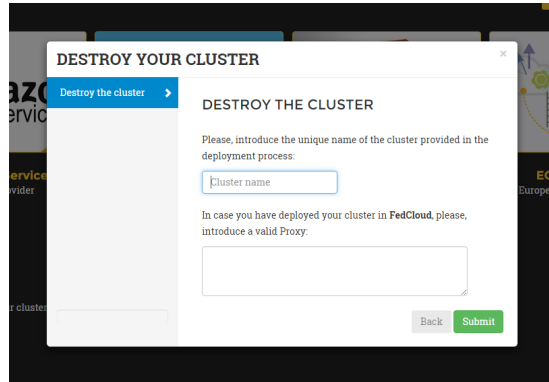 DESTROY YOUR CLUSTER
×
Destroy the cluster
DESTROY THE CLUSTER
Please, introduce the unique name of the cluster provided in the
deployment process:
Cluster name
In case you have deployed your cluster in FedCloud, please,
introduce a valid Proxy:
Back
Submit
ervice
vider
r cluster
Europe